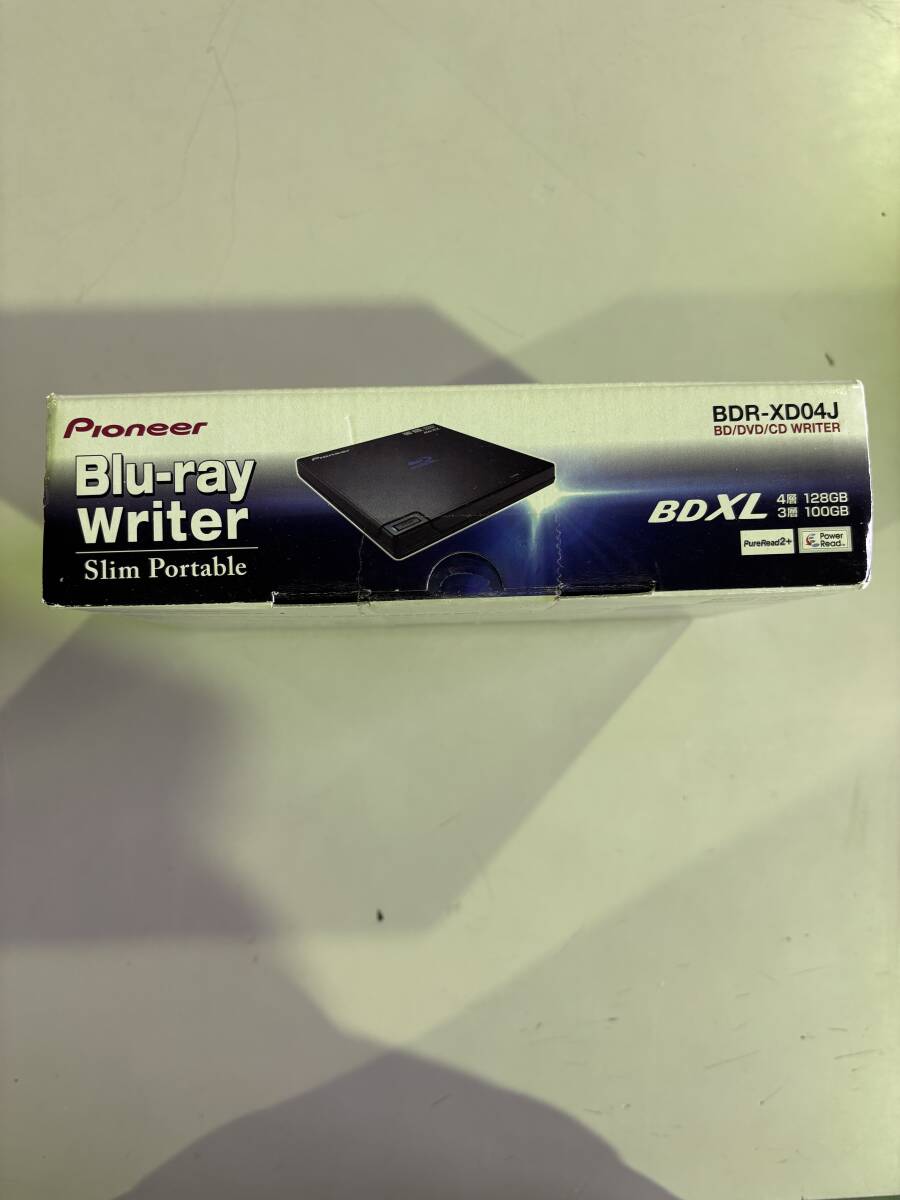 Pioneer
Blu-ray
Writer
Slim Portable
Pioneer
BDR-XD04J
BD/DVD/CD WRITER
BDXL
4層 128GB
3層 100GB
PureRead2+
Power
Read